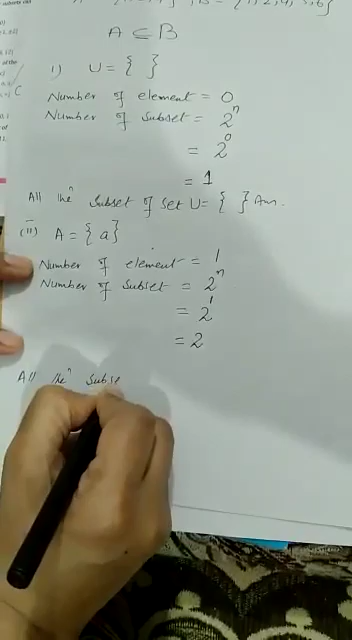 A ⊆ B
i) U = { }
Number of element = 0
Number of Subset = 2ⁿ
= 2⁰
= 1
All the Subset of set U = { } Ans.
(ii) A = {a}
Number of element = 1
Number of Subset = 2ⁿ
= 2¹
= 2
All the Subse